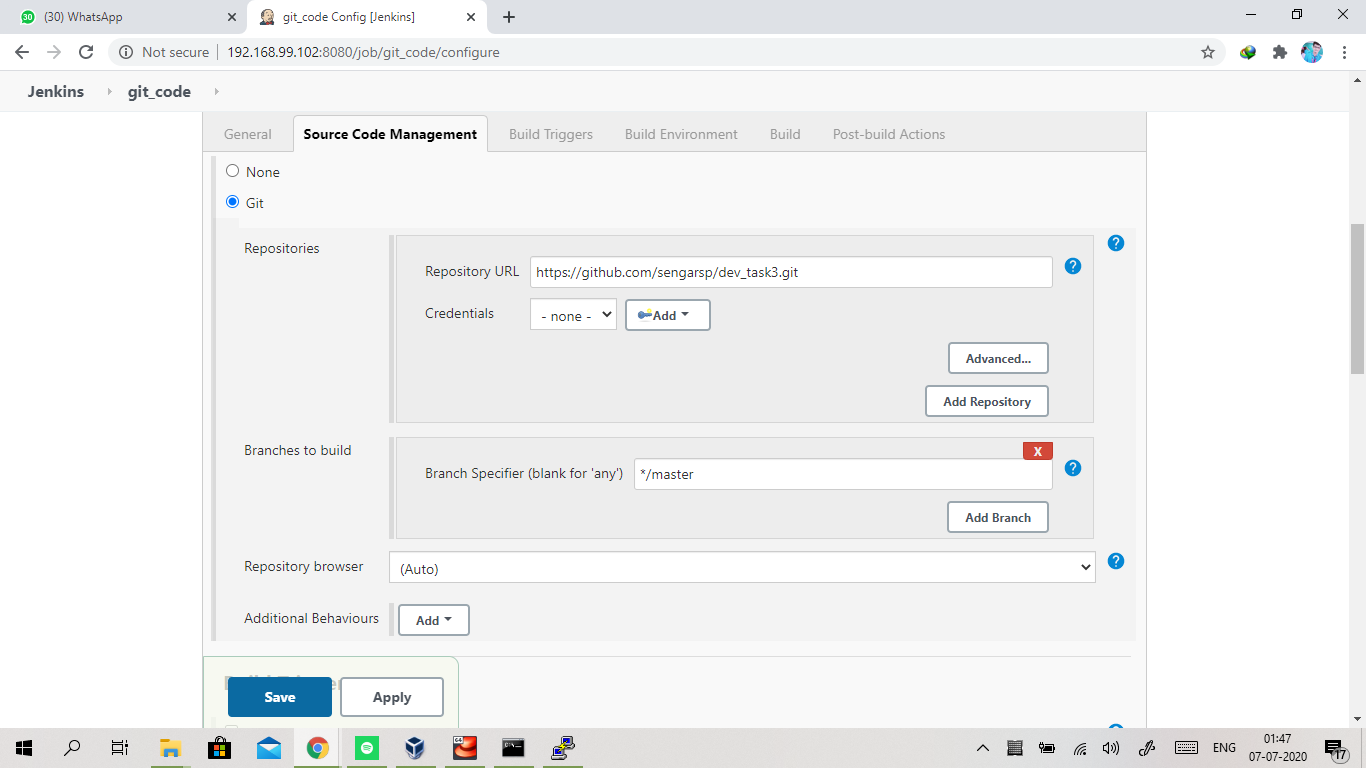 30 (30) WhatsApp
git_code Config [Jenkins]
Not secure 192.168.99.102:8080/job/git_code/configure
Jenkins git_code
General Source Code Management Build Triggers Build Environment Build Post-build Actions
None
Git
Repositories
Repository URL https://github.com/sengarsp/dev_task3.git
Credentials - none - Add
Advanced...
Add Repository
Branches to build
X
Branch Specifier (blank for 'any') */master
Add Branch
Repository browser (Auto)
Additional Behaviours Add
Save Apply
ENG 01:47
07-07-2020
17